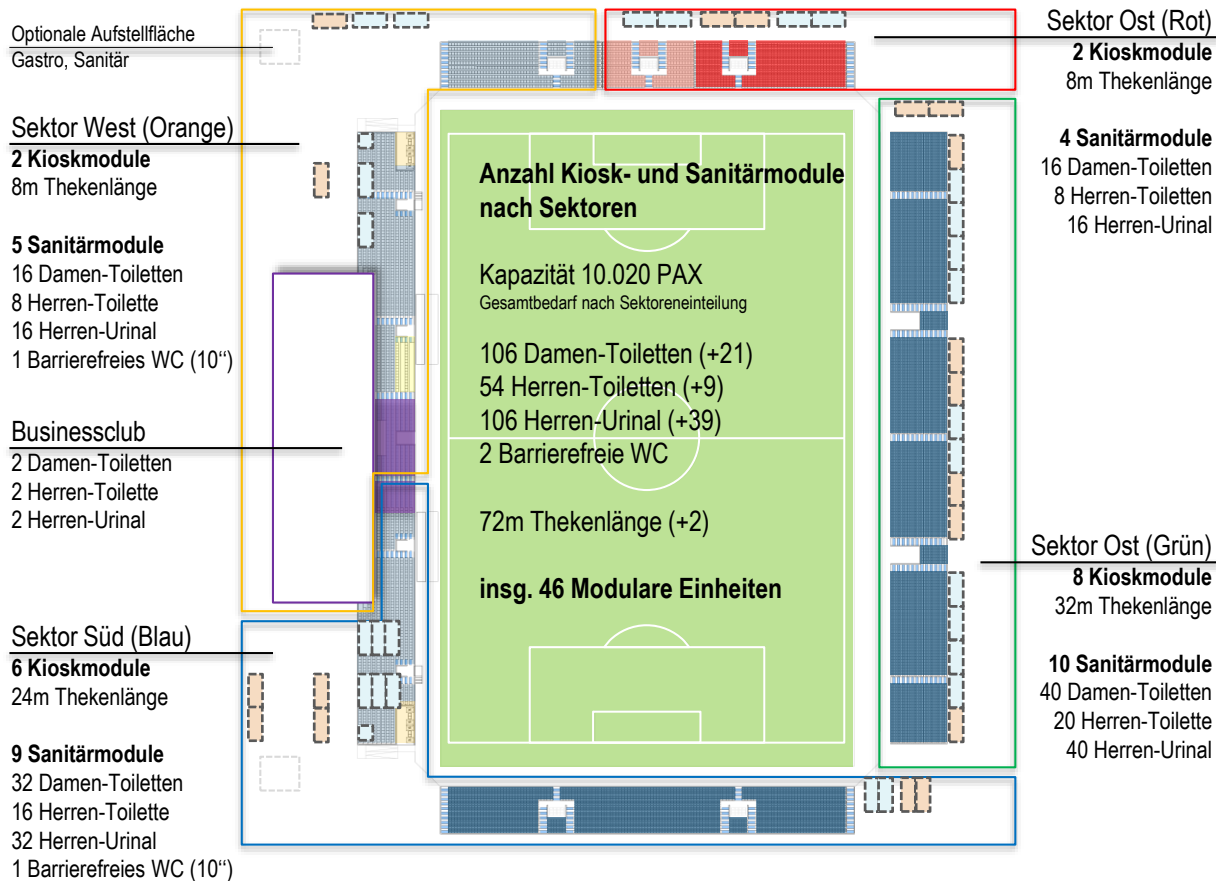 Optionale Aufstellfläche
Gastro, Sanitär
Sektor West (Orange)
2 Kioskmodule
8m Thekenlänge
5 Sanitärmodule
16 Damen-Toiletten
8 Herren-Toilette
16 Herren-Urinal
1 Barrierefreies WC (10‘‘)
Businessclub
2 Damen-Toiletten
2 Herren-Toilette
2 Herren-Urinal
Sektor Süd (Blau)
6 Kioskmodule
24m Thekenlänge
9 Sanitärmodule
32 Damen-Toiletten
16 Herren-Toilette
32 Herren-Urinal
1 Barrierefreies WC (10‘‘)
Anzahl Kiosk- und Sanitärmodule
nach Sektoren
Kapazität 10.020 PAX
Gesamtbedarf nach Sektoreneinteilung
106 Damen-Toiletten (+21)
54 Herren-Toiletten (+9)
106 Herren-Urinal (+39)
2 Barrierefreie WC
72m Thekenlänge (+2)
insg. 46 Modulare Einheiten
Sektor Ost (Rot)
2 Kioskmodule
8m Thekenlänge
4 Sanitärmodule
16 Damen-Toiletten
8 Herren-Toiletten
16 Herren-Urinal
Sektor Ost (Grün)
8 Kioskmodule
32m Thekenlänge
10 Sanitärmodule
40 Damen-Toiletten
20 Herren-Toilette
40 Herren-Urinal